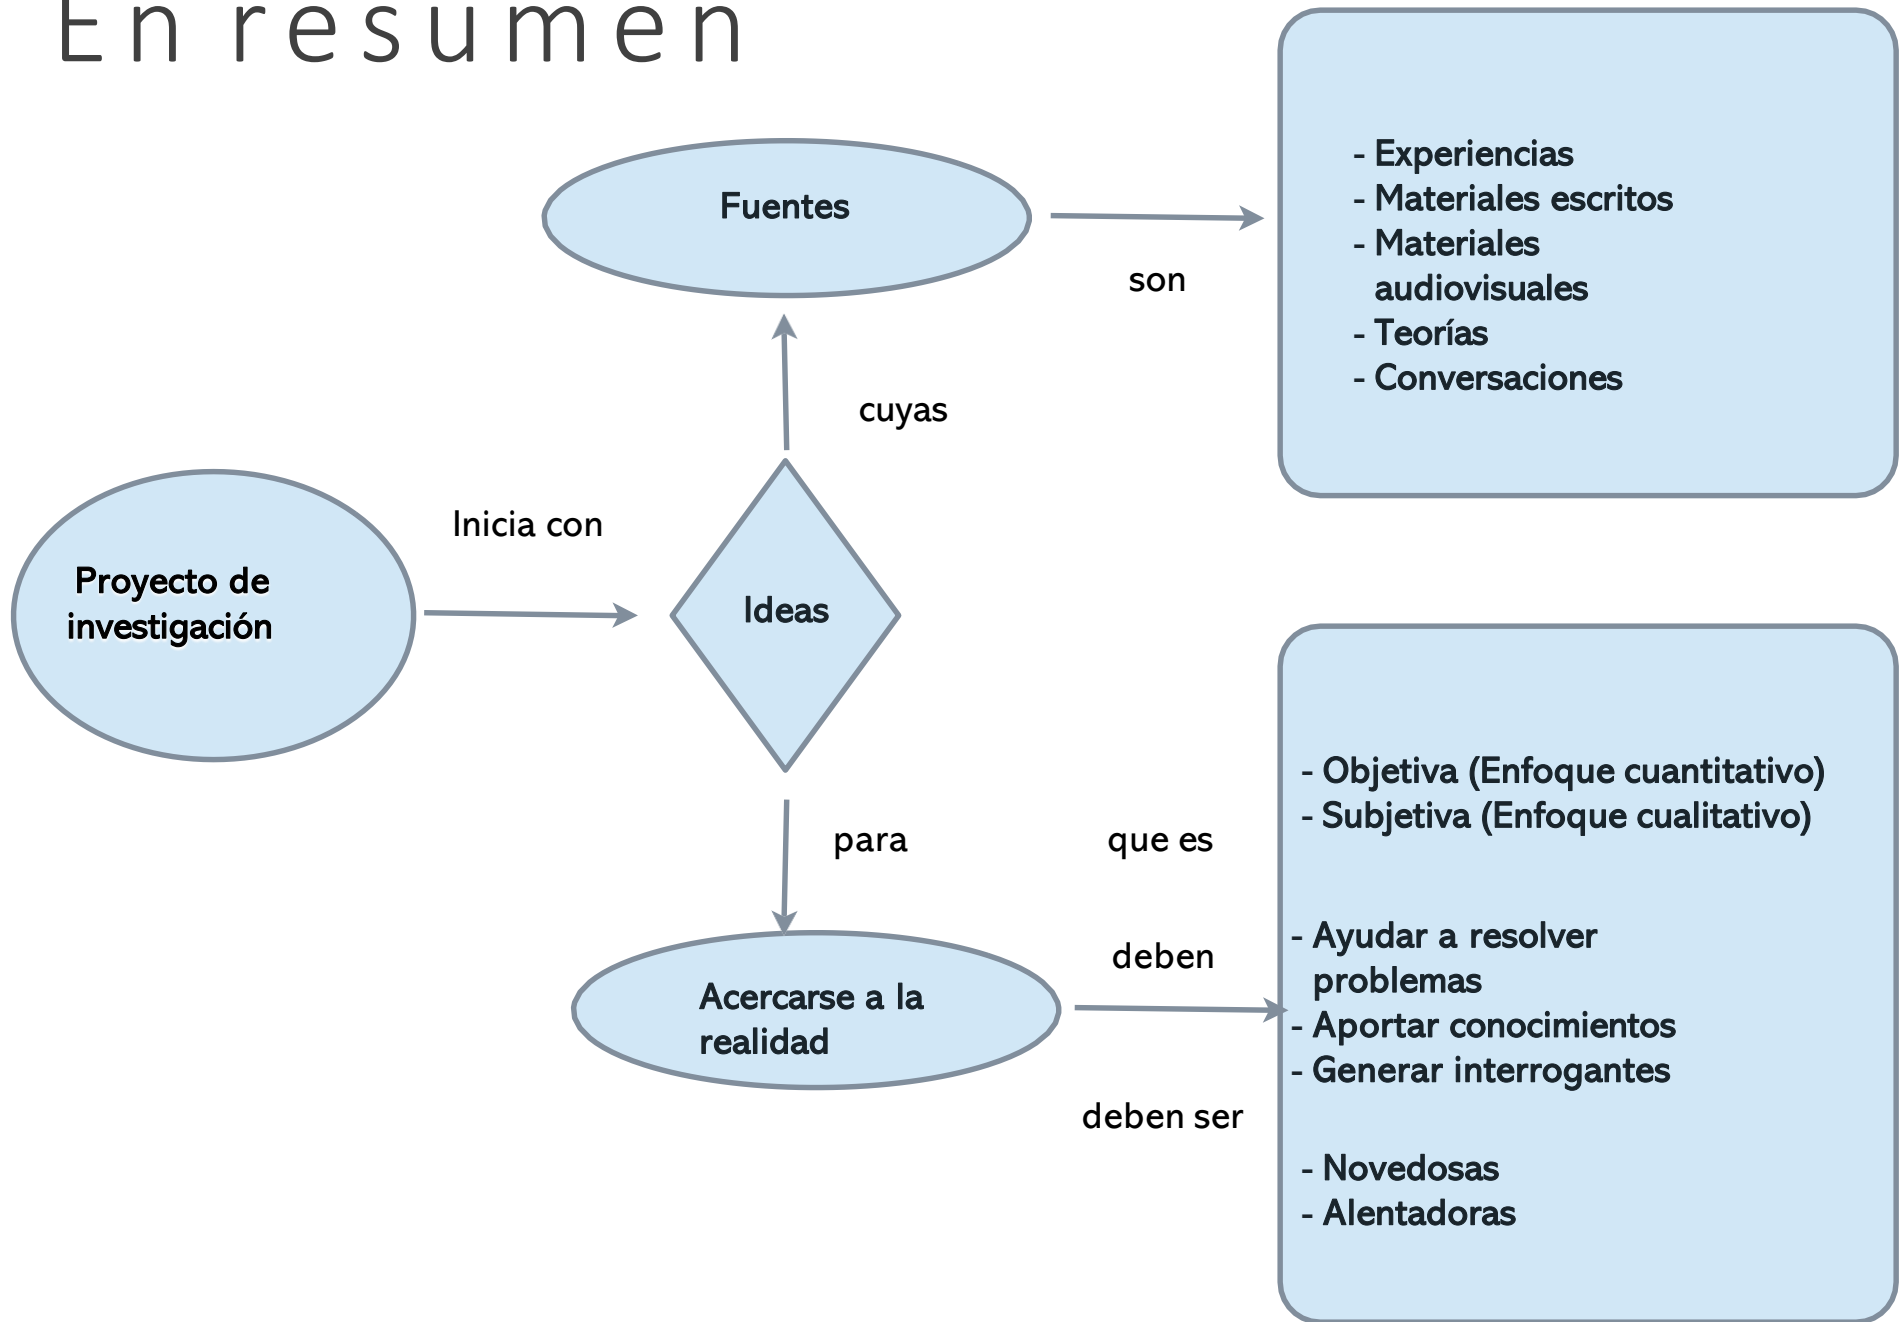 En resumen
Fuentes
son
- Experiencias
- Materiales escritos
- Materiales
audiovisuales
- Teorías
- Conversaciones
cuyas
Proyecto de
investigación
Inicia con
Ideas
para
Acercarse a la
realidad
que es
deben
deben ser
- Objetiva (Enfoque cuantitativo)
- Subjetiva (Enfoque cualitativo)
- Ayudar a resolver
problemas
- Aportar conocimientos
- Generar interrogantes
- Novedosas
- Alentadoras